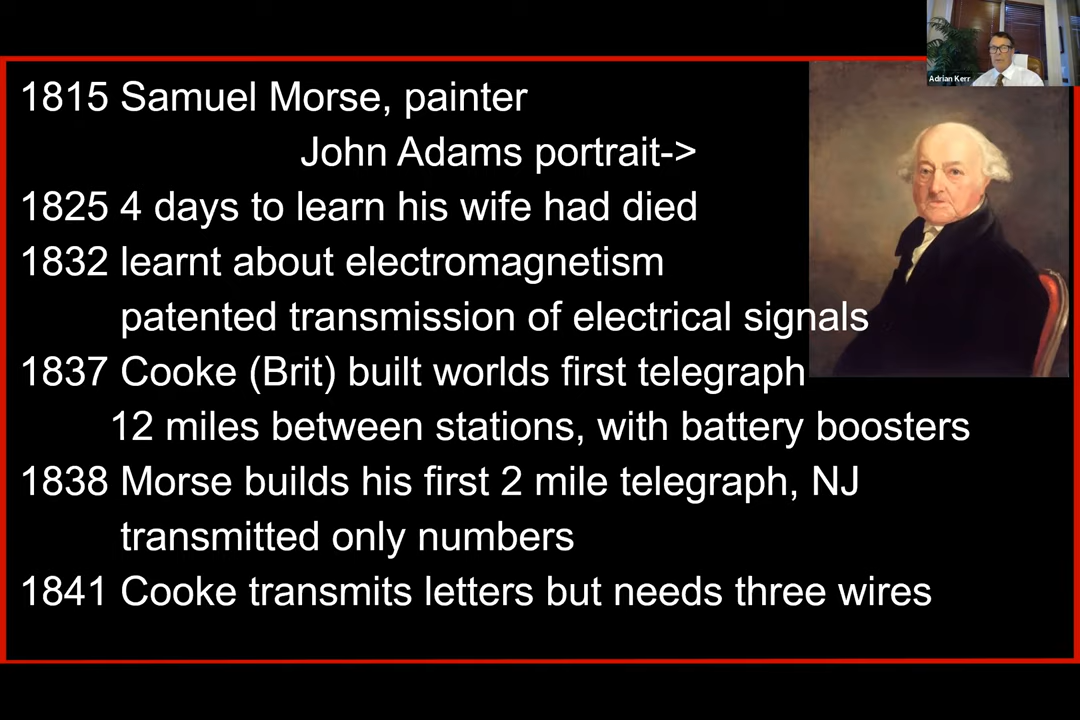 Adrian Kerr
1815 Samuel Morse, painter
John Adams portrait->
1825 4 days to learn his wife had died
1832 learnt about electromagnetism
patented transmission of electrical signals
1837 Cooke (Brit) built worlds first telegraph
12 miles between stations, with battery boosters
1838 Morse builds his first 2 mile telegraph, NJ
transmitted only numbers
1841 Cooke transmits letters but needs three wires